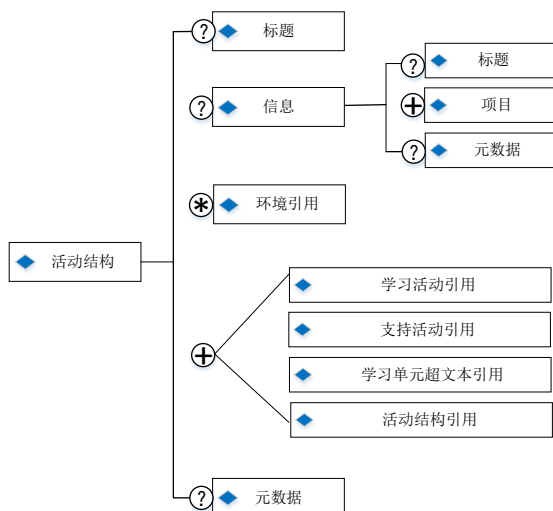 标题
标题
信息
项目
元数据
环境引用
活动结构
学习活动引用
支持活动引用
学习单元超文本引用
活动结构引用
元数据